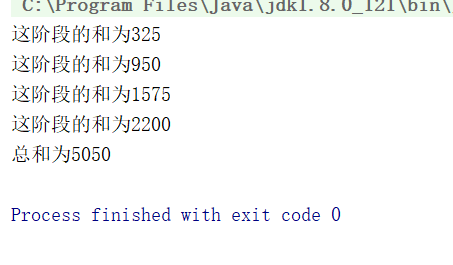 C:\Program Files\Java\jdk1.8.0_121\bin\
这阶段的和为325
这阶段的和为950
这阶段的和为1575
这阶段的和为2200
总和为5050
Process finished with exit code 0